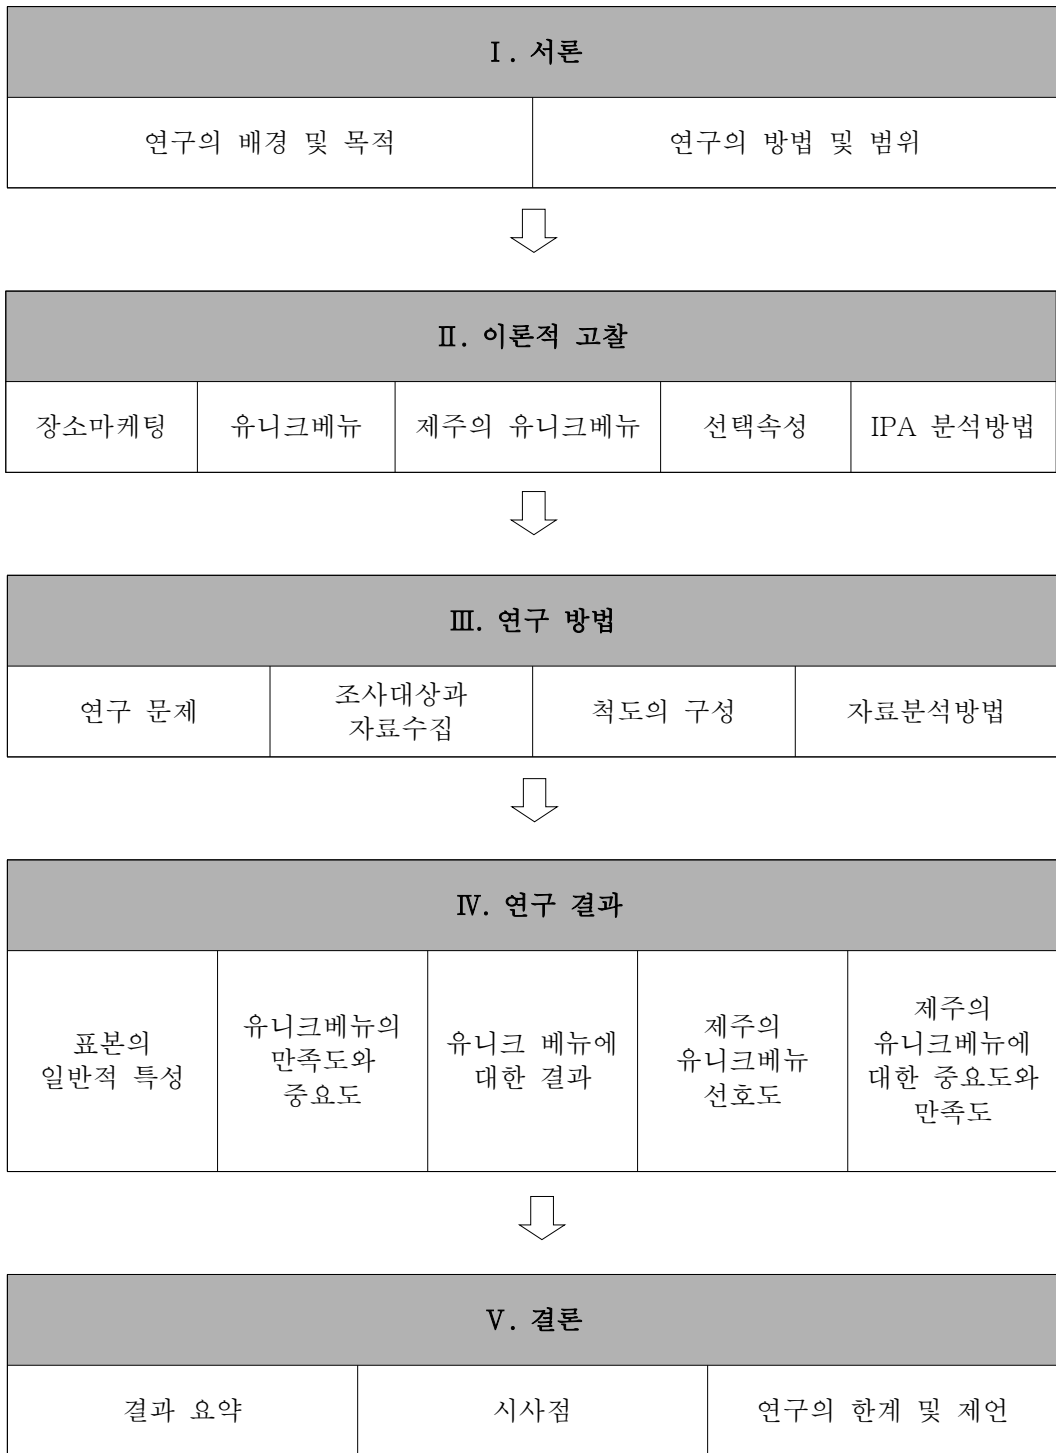 Ⅰ. 서론
연구의 배경 및 목적
연구의 방법 및 범위
Ⅱ. 이론적 고찰
장소마케팅
유니크베뉴
제주의 유니크베뉴
선택속성
IPA 분석방법
Ⅲ. 연구 방법
연구 문제
조사대상과
자료수집
척도의 구성
자료분석방법
Ⅳ. 연구 결과
표본의
일반적 특성
유니크베뉴의
만족도와
중요도
유니크 베뉴에
대한 결과
제주의
유니크베뉴
선호도
제주의
유니크베뉴에
대한 중요도와
만족도
Ⅴ. 결론
결과 요약
시사점
연구의 한계 및 제언